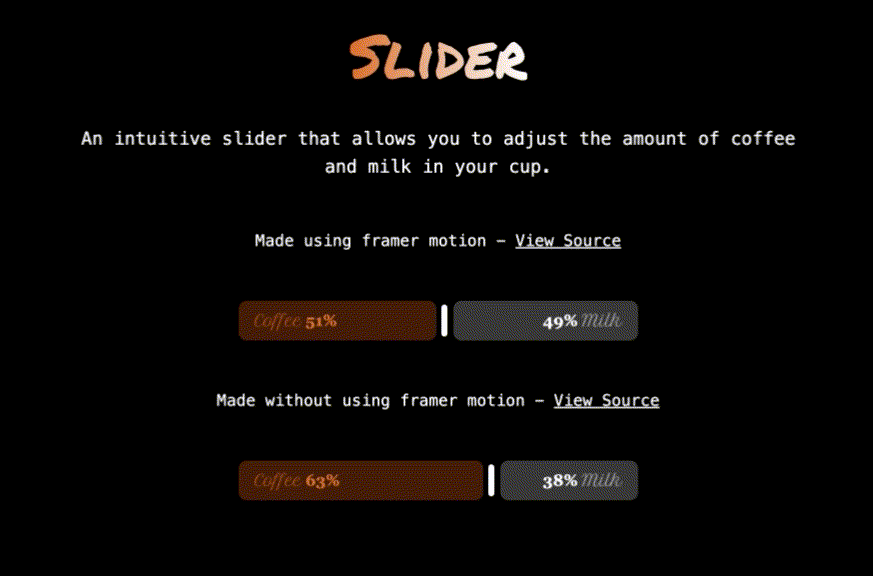 SLIDER
An intuitive slider that allows you to adjust the amount of coffee
and milk in your cup.
Made using framer motion – View Source
Coffee 51% 49% Milk
Made without using framer motion – View Source
Coffee 63% 38% Milk